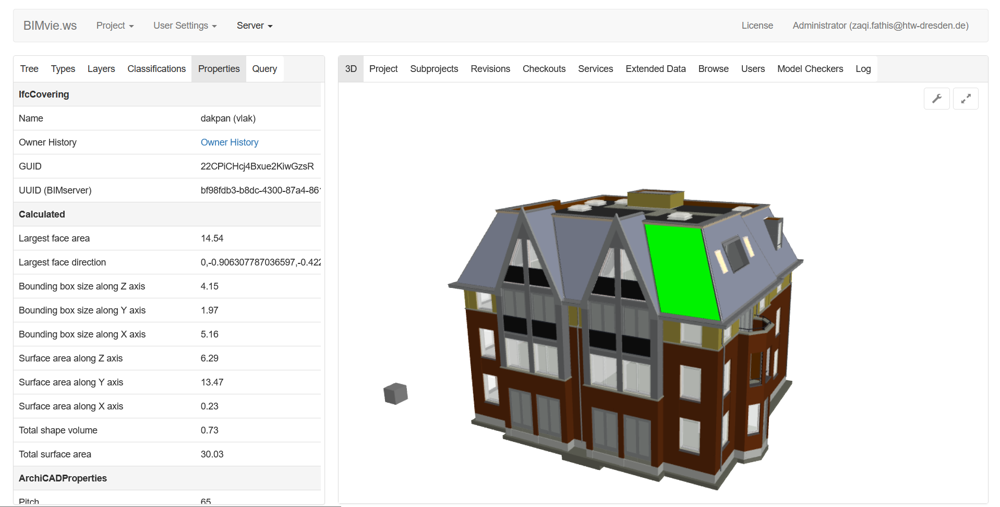 BIMvie.ws Project User Settings Server License Administrator (zaqi.fathis@htw-dresden.de)
Tree Types Layers Classifications Properties Query
3D Project Subprojects Revisions Checkouts Services Extended Data Browse Users Model Checkers Log
IfcCovering
Name dakpan (vlak)
Owner History Owner History
GUID 22CPiCHcj4Bxue2KiwGzsR
UUID (BIMserver) bf98fdb3-b8dc-4300-87a4-861
Calculated
Largest face area 14.54
Largest face direction 0,-0.906307787036597,-0.422
Bounding box size along Z axis 4.15
Bounding box size along Y axis 1.97
Bounding box size along X axis 5.16
Surface area along Z axis 6.29
Surface area along Y axis 13.47
Surface area along X axis 0.23
Total shape volume 0.73
Total surface area 30.03
ArchiCADProperties
Pitch 65